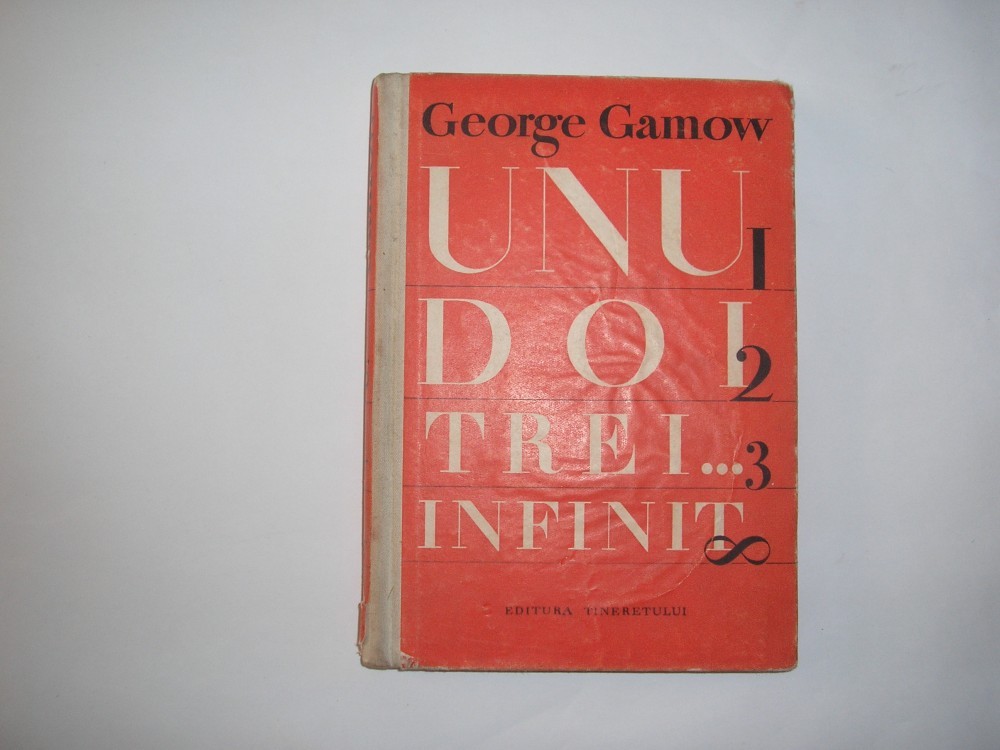 George Gamow
UNU 1
DOI 2
TREI... 3
INFINIT ∞
EDITURA TINERETULUI